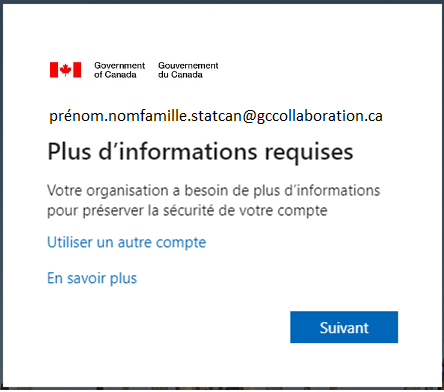 Government
of Canada
Gouvernement
du Canada
prénom.nomfamille.statcan@gccollaboration.ca
Plus d’informations requises
Votre organisation a besoin de plus d’informations
pour préserver la sécurité de votre compte
Utiliser un autre compte
En savoir plus
Suivant